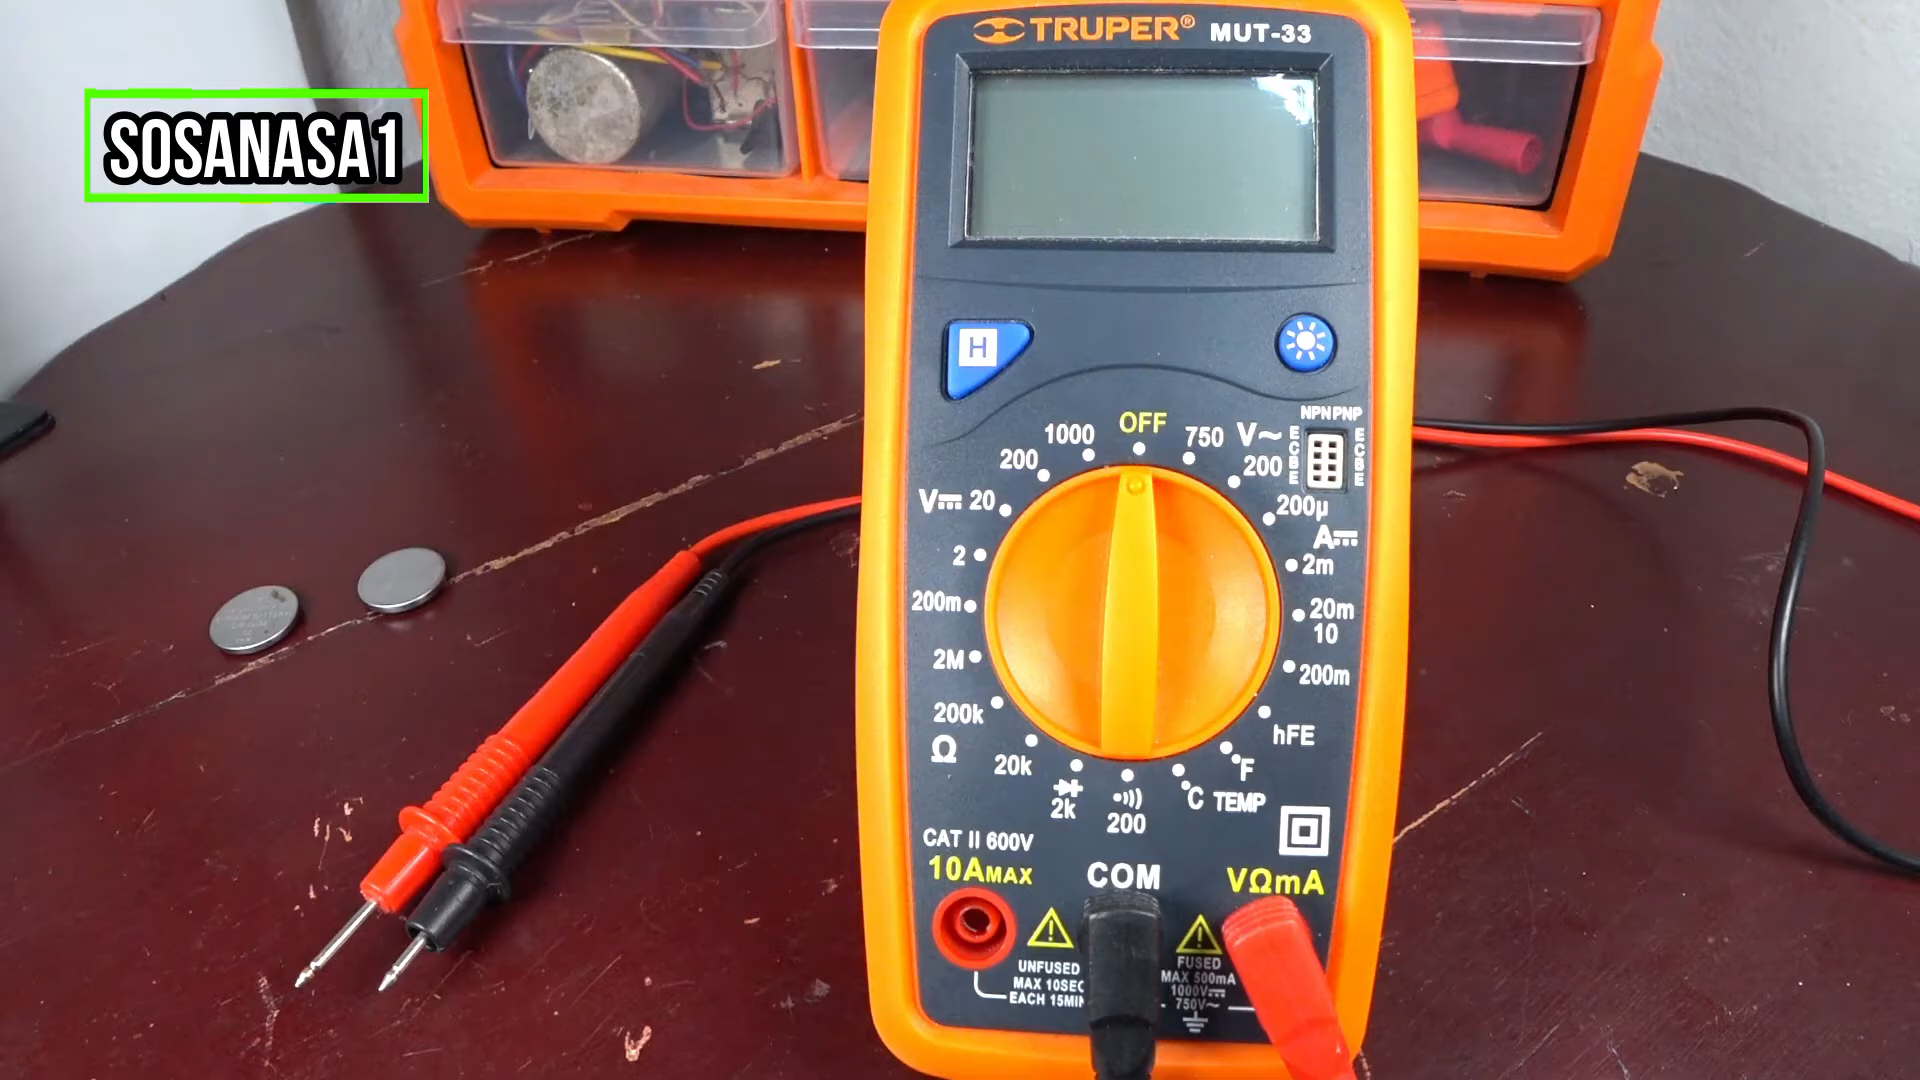 TRUPER® MUT-33
SOSANASA1
H
NPN PNP
OFF
1000
750
V~
200
200
E
C
B
E
E
C
B
E
V⎓ 20
200µ
A⎓
2
2m
200m
20m
10
2M
200m
200k
hFE
Ω
20k
°F
2k
•)))
200
°C TEMP
CAT II 600V
10AMAX
COM
VΩmA
UNFUSED
MAX 10SEC
EACH 15MIN
FUSED
MAX 500mA
1000V⎓
750V~